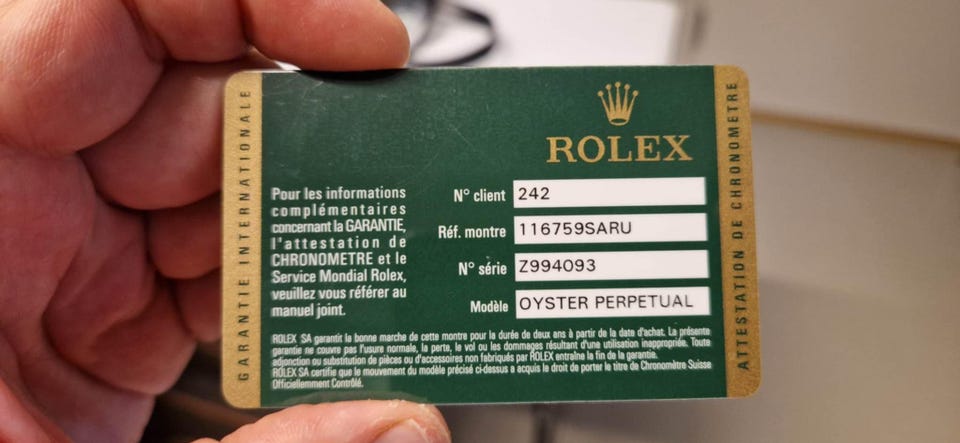 GARANTIE INTERNATIONALE
ROLEX
Pour les informations
complémentaires
concernant la GARANTIE,
l'attestation de
CHRONOMETRE et le
Service Mondial Rolex,
veuillez vous référer au
manuel joint.
N° client 242
Réf. montre 116759SARU
N° série Z994093
Modèle OYSTER PERPETUAL
ROLEX SA garantit la bonne marche de cette montre pour la durée de deux ans à partir de la date d'achat. La présente
garantie ne couvre pas l'usure normale, la perte, le vol ou les dommages résultant d'une utilisation inappropriée. Toute
adjonction ou substitution de pièces ou d'accessoires non fabriqués par ROLEX entraîne la fin de la garantie.
ROLEX SA certifie que le mouvement du modèle précisé ci-dessus a acquis le droit de porter le titre de Chronomètre Suisse
Officiellement Contrôlé.
ATTESTATION DE CHRONOMETRE